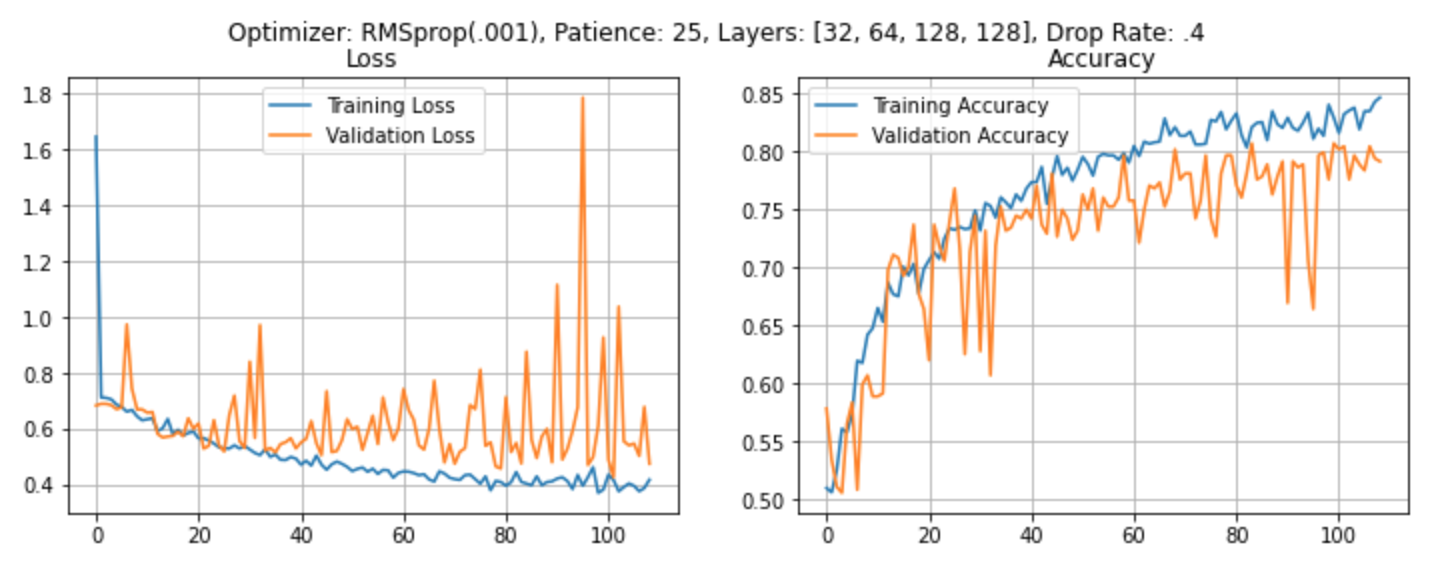 Optimizer: RMSprop(.001), Patience: 25, Layers: [32, 64, 128, 128], Drop Rate: .4
Loss
Training Loss
Validation Loss
1.8
1.6
1.4
1.2
1.0
0.8
0.6
0.4
0 20 40 60 80 100
Accuracy
Training Accuracy
Validation Accuracy
0.85
0.80
0.75
0.70
0.65
0.60
0.55
0.50
0 20 40 60 80 100